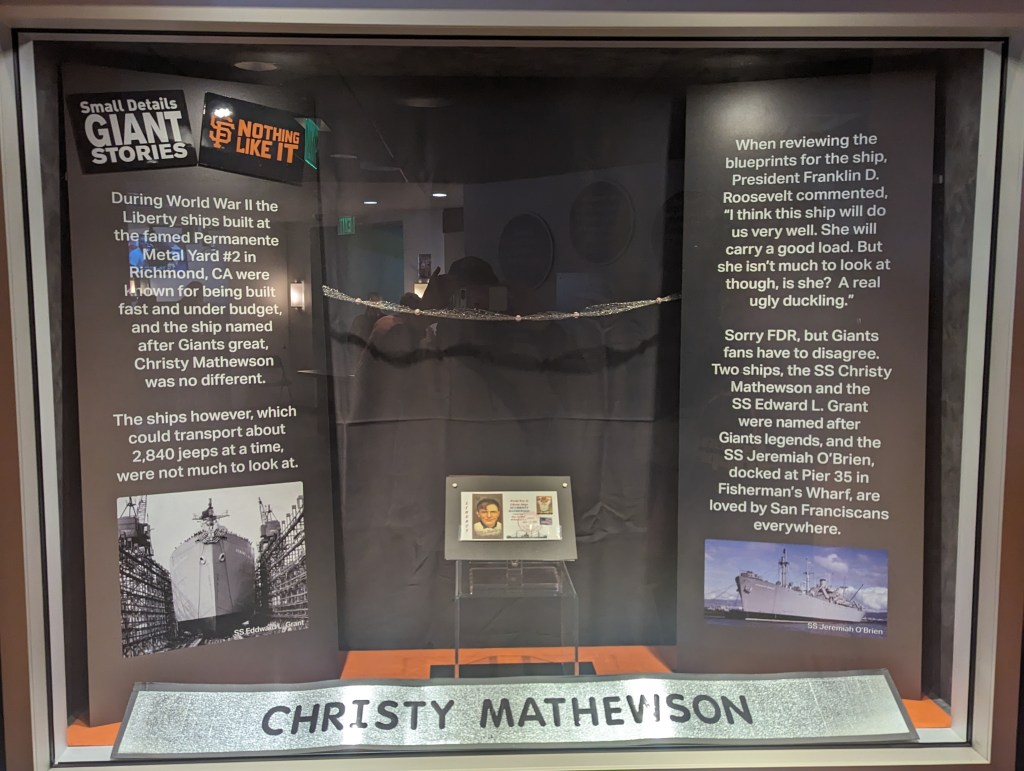 Small Details
GIANT
STORIES
SF NOTHING
LIKE IT
During World War II the
Liberty ships built at
the famed Permanente
Metal Yard #2 in
Richmond, CA were
known for being built
fast and under budget,
and the ship named
after Giants great,
Christy Mathewson
was no different.
The ships however, which
could transport about
2,840 jeeps at a time,
were not much to look at.
SS Eddward L. Grant
When reviewing the
blueprints for the ship,
President Franklin D.
Roosevelt commented,
“I think this ship will do
us very well. She will
carry a good load. But
she isn’t much to look at
though, is she?  A real
ugly duckling.”
Sorry FDR, but Giants
fans have to disagree.
Two ships, the SS Christy
Mathewson and the
SS Edward L. Grant
were named after
Giants legends, and the
SS Jeremiah O’Brien,
docked at Pier 35 in
Fisherman’s Wharf, are
loved by San Franciscans
everywhere.
SS Jeremiah O’Brien
CHRISTY MATHEWSON